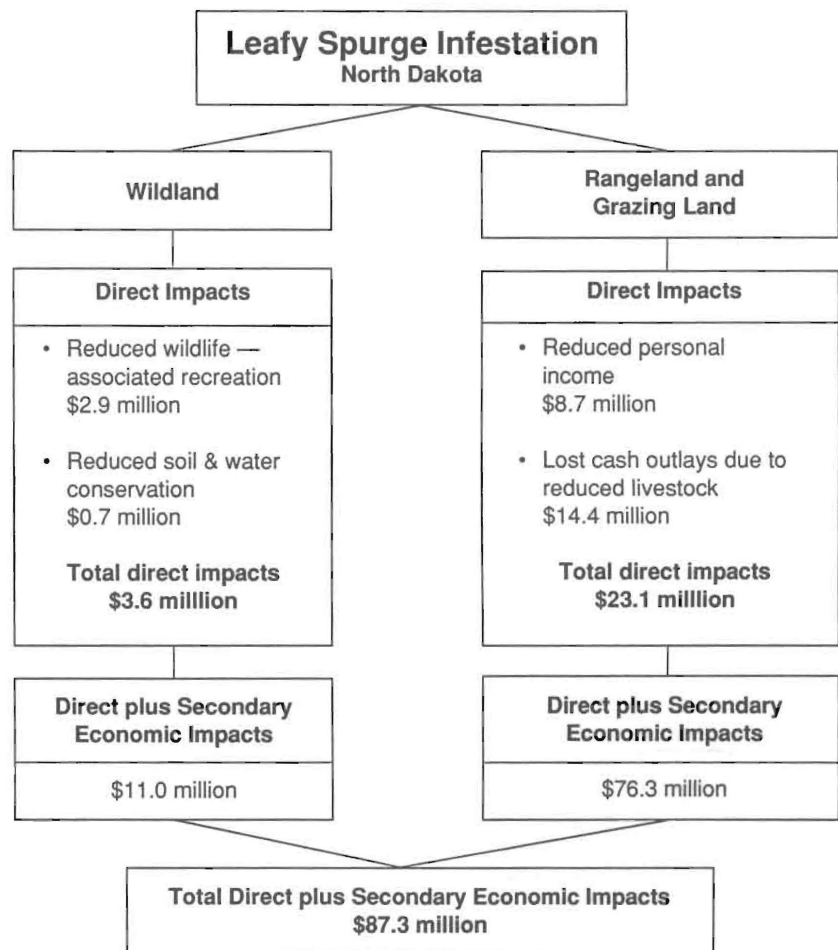 Leafy Spurge Infestation
North Dakota
Wildland
Direct Impacts
• Reduced wildlife —
associated recreation
$2.9 million
• Reduced soil & water
conservation
$0.7 million
Total direct impacts
$3.6 milllion
Direct plus Secondary
Economic Impacts
$11.0 million
Rangeland and
Grazing Land
Direct Impacts
• Reduced personal
income
$8.7 million
• Lost cash outlays due to
reduced livestock
$14.4 million
Total direct impacts
$23.1 milllion
Direct plus Secondary
Economic Impacts
$76.3 million
Total Direct plus Secondary Economic Impacts
$87.3 million